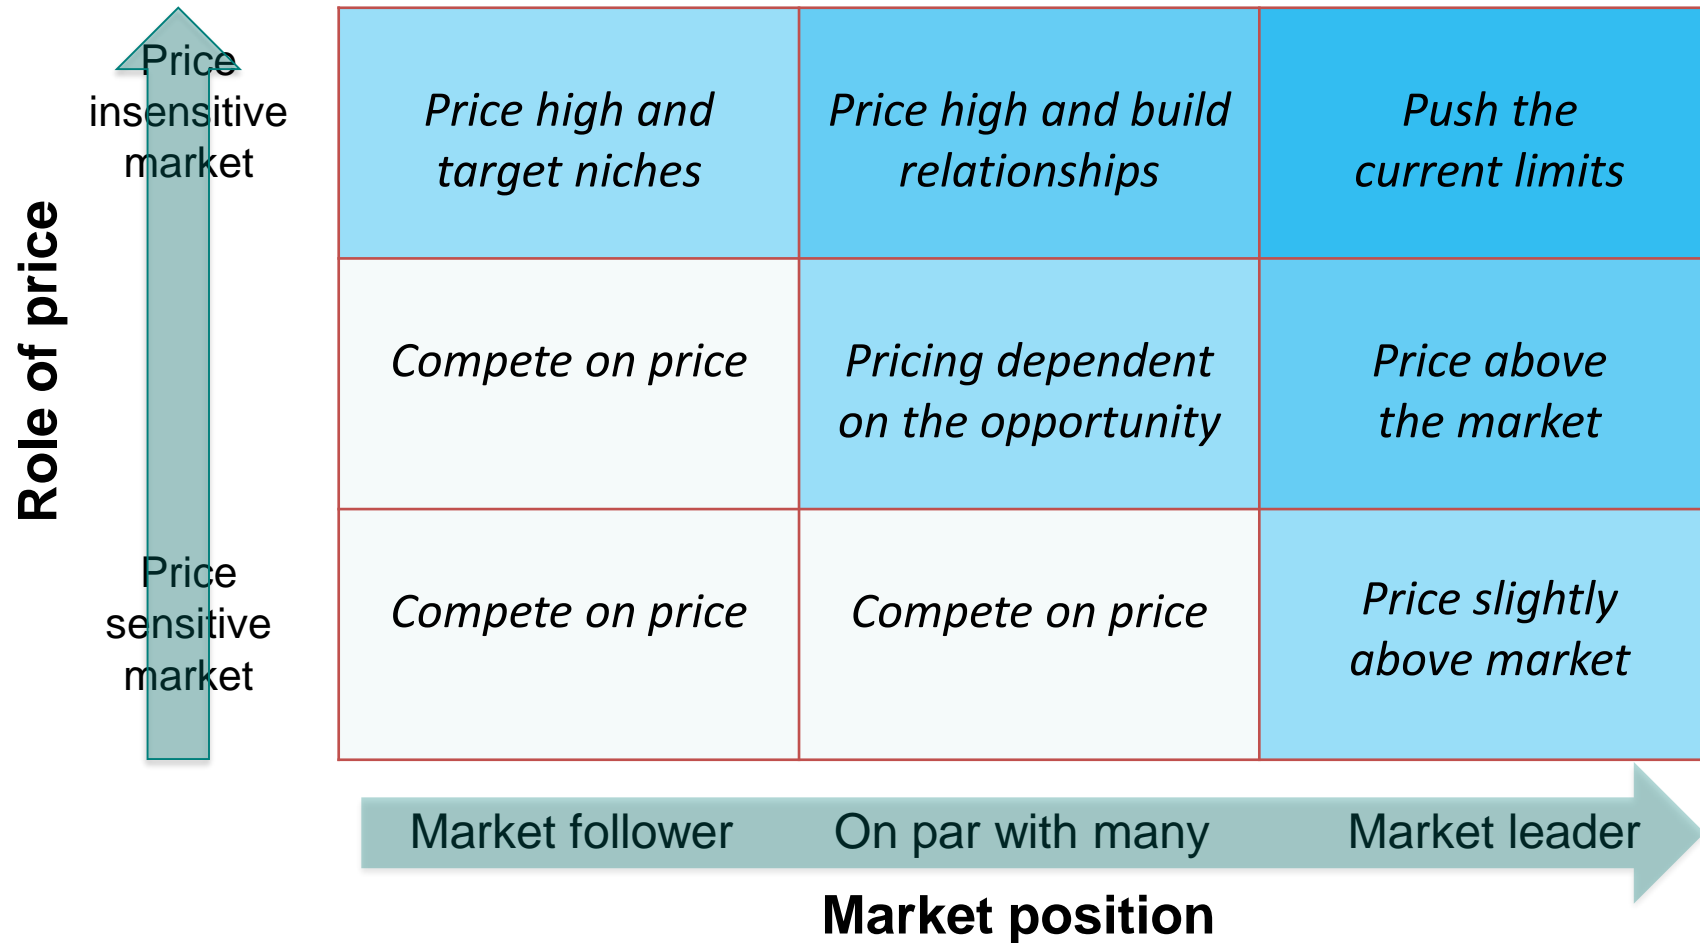 Price
insensitive
market
Price high and
target niches
Price high and build
relationships
Push the
current limits
Role of price
Compete on price
Pricing dependent
on the opportunity
Price above
the market
Price
sensitive
market
Compete on price
Compete on price
Price slightly
above market
Market follower
On par with many
Market leader
Market position